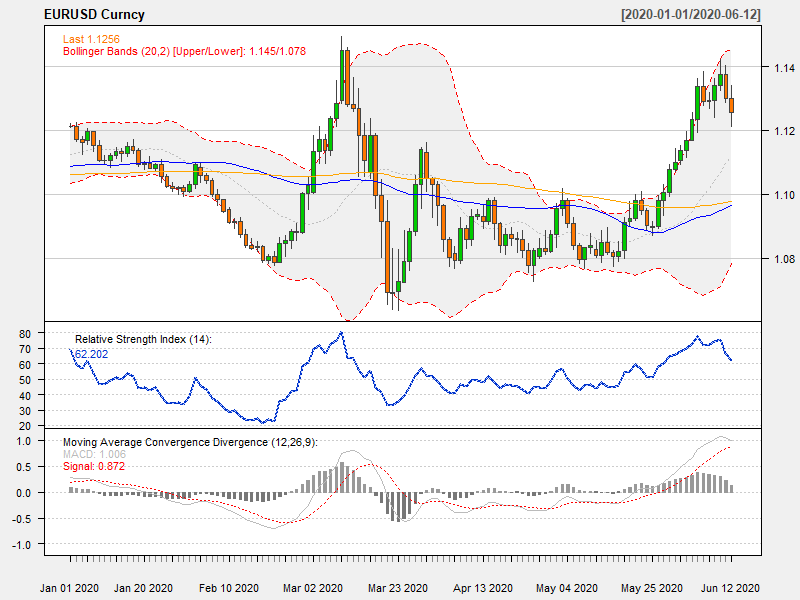 EURUSD Curncy [2020-01-01/2020-06-12]
Last 1.1256
Bollinger Bands (20,2) [Upper/Lower]: 1.145/1.078
1.14
1.12
1.10
1.08
Relative Strength Index (14):
62.202
80
70
60
50
40
30
20
Moving Average Convergence Divergence (12,26,9):
MACD: 1.006
Signal: 0.872
1.0
0.5
0.0
-0.5
-1.0
Jan 01 2020 Jan 20 2020 Feb 10 2020 Mar 02 2020 Mar 23 2020 Apr 13 2020 May 04 2020 May 25 2020 Jun 12 2020